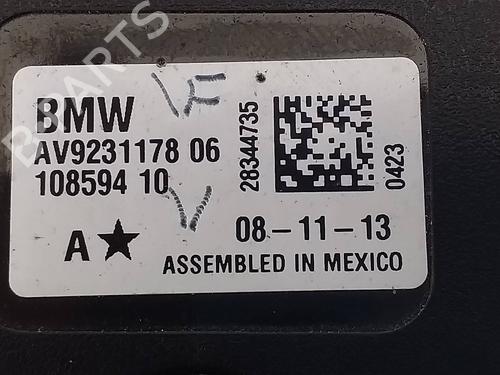 BMW
AV9231178 06
108594 10
A★
28344735
0423
08-11-13
ASSEMBLED IN MEXICO